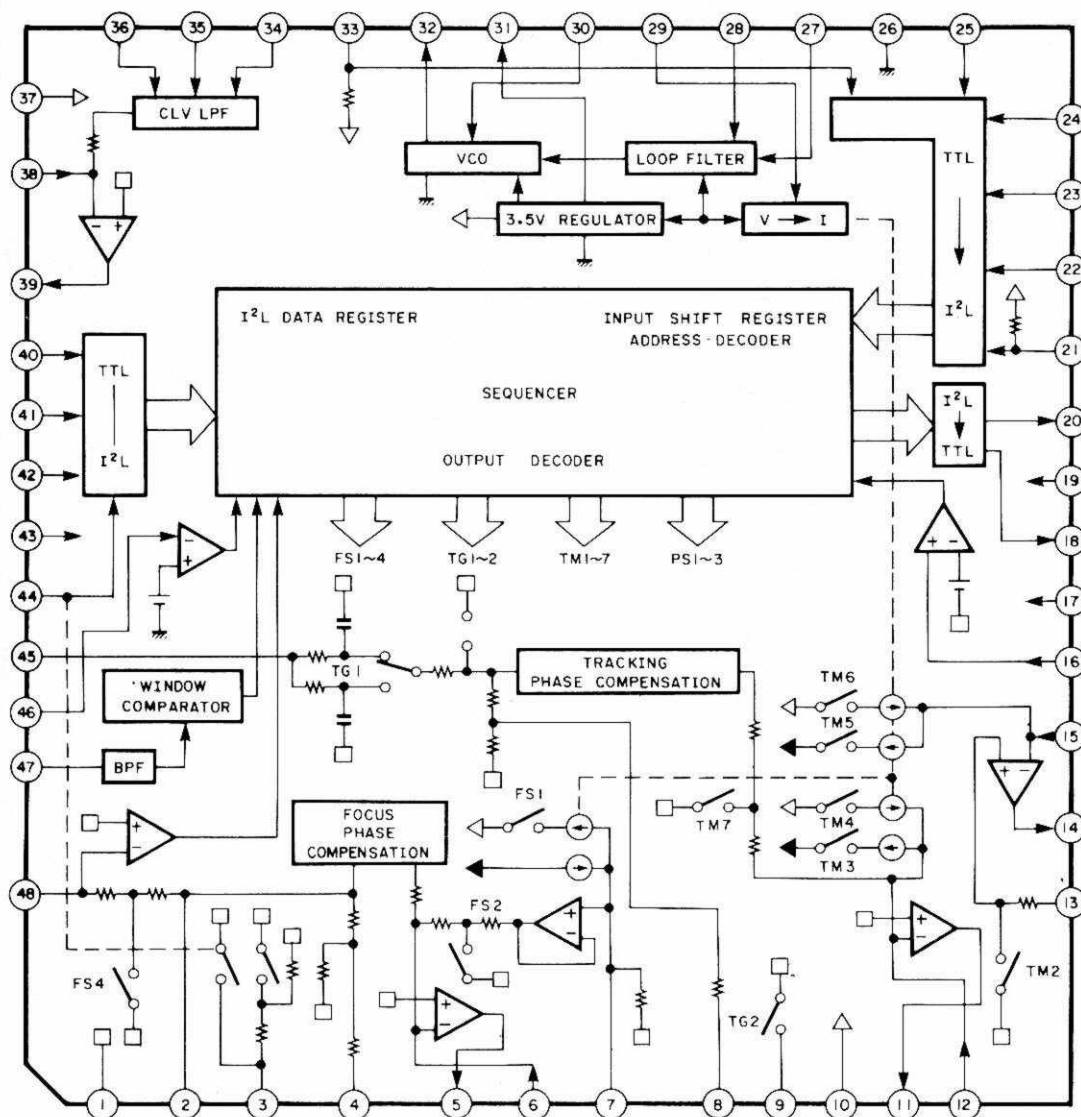 36 35 34 33 32 31 30 29 28 27 26 25
37
CLV LPF
24
VCO
LOOP FILTER
TTL
38
23
- +
3.5V REGULATOR
V → I
22
39
I²L DATA REGISTER
INPUT SHIFT REGISTER
ADDRESS-DECODER
I²L
21
40
TTL
SEQUENCER
I²L
20
41
I²L
OUTPUT DECODER
TTL
42
19
43
- +
+ -
18
FS1~4
TG1~2
TM1~7
PS1~3
44
17
45
TG1
TRACKING
PHASE COMPENSATION
16
46
WINDOW
COMPARATOR
TM6
TM5
15
47
BPF
+ -
FS1
TM4
14
+
-
FOCUS
PHASE
COMPENSATION
TM7
TM3
48
FS2
+
-
+
-
13
FS4
+
-
TG2
TM2
1 2 3 4 5 6 7 8 9 10 11 12